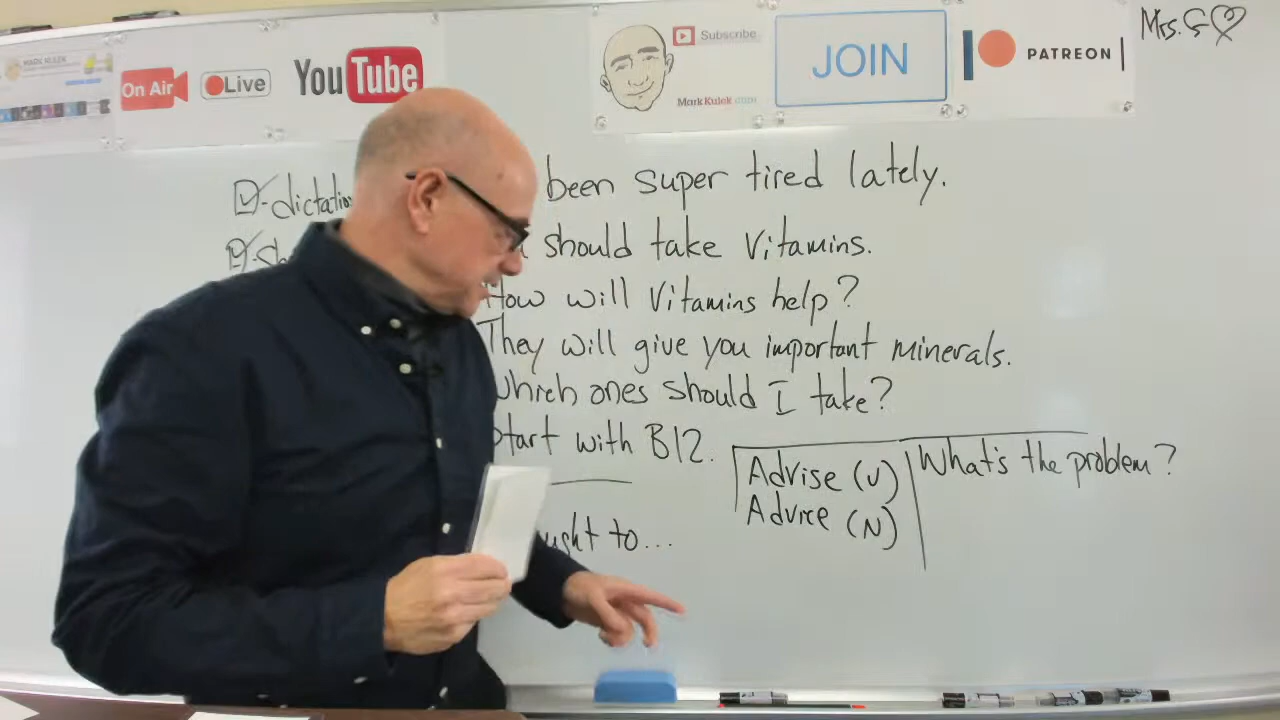 MARK KULEK
On Air
Live
YouTube
Subscribe
MarkKulek.com
JOIN
PATREON
Mrs. G
been super tired lately.
should take vitamins.
How will vitamins help?
They will give you important minerals.
Which ones should I take?
Start with B12.
to...
Advise (V)
Advice (N)
What's the problem?